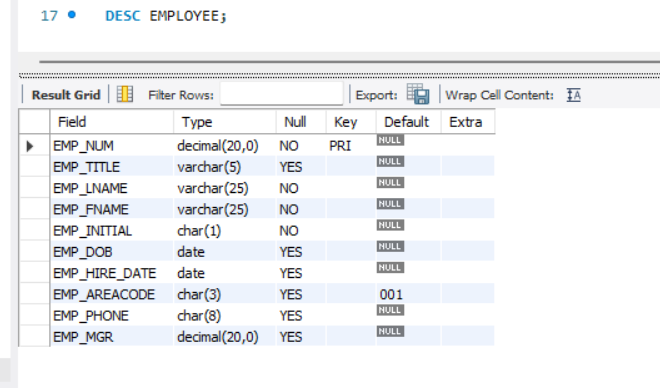 17 DESC EMPLOYEE;
Result Grid Filter Rows: Export: Wrap Cell Content: IA
Field Type Null Key Default Extra
EMP_NUM decimal(20,0) NO PRI NULL
EMP_TITLE varchar(5) YES NULL
EMP_LNAME varchar(25) NO NULL
EMP_FNAME varchar(25) NO NULL
EMP_INITIAL char(1) NO NULL
EMP_DOB date YES NULL
EMP_HIRE_DATE date YES NULL
EMP_AREACODE char(3) YES 001
EMP_PHONE char(8) YES NULL
EMP_MGR decimal(20,0) YES NULL